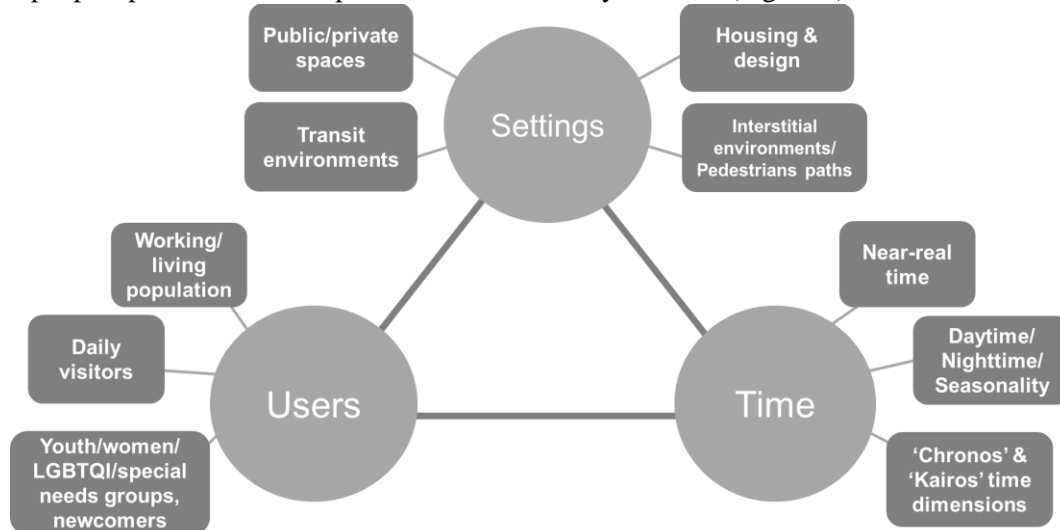 Public/private
spaces
Housing &
design
Settings
Transit
environments
Interstitial
environments/
Pedestrians paths
Working/
living
population
Near-real
time
Daily
visitors
Daytime/
Nighttime/
Seasonality
Users
Time
Youth/women/
LGBTQI/special
needs groups,
newcomers
‘Chronos’ &
‘Kairos’ time
dimensions